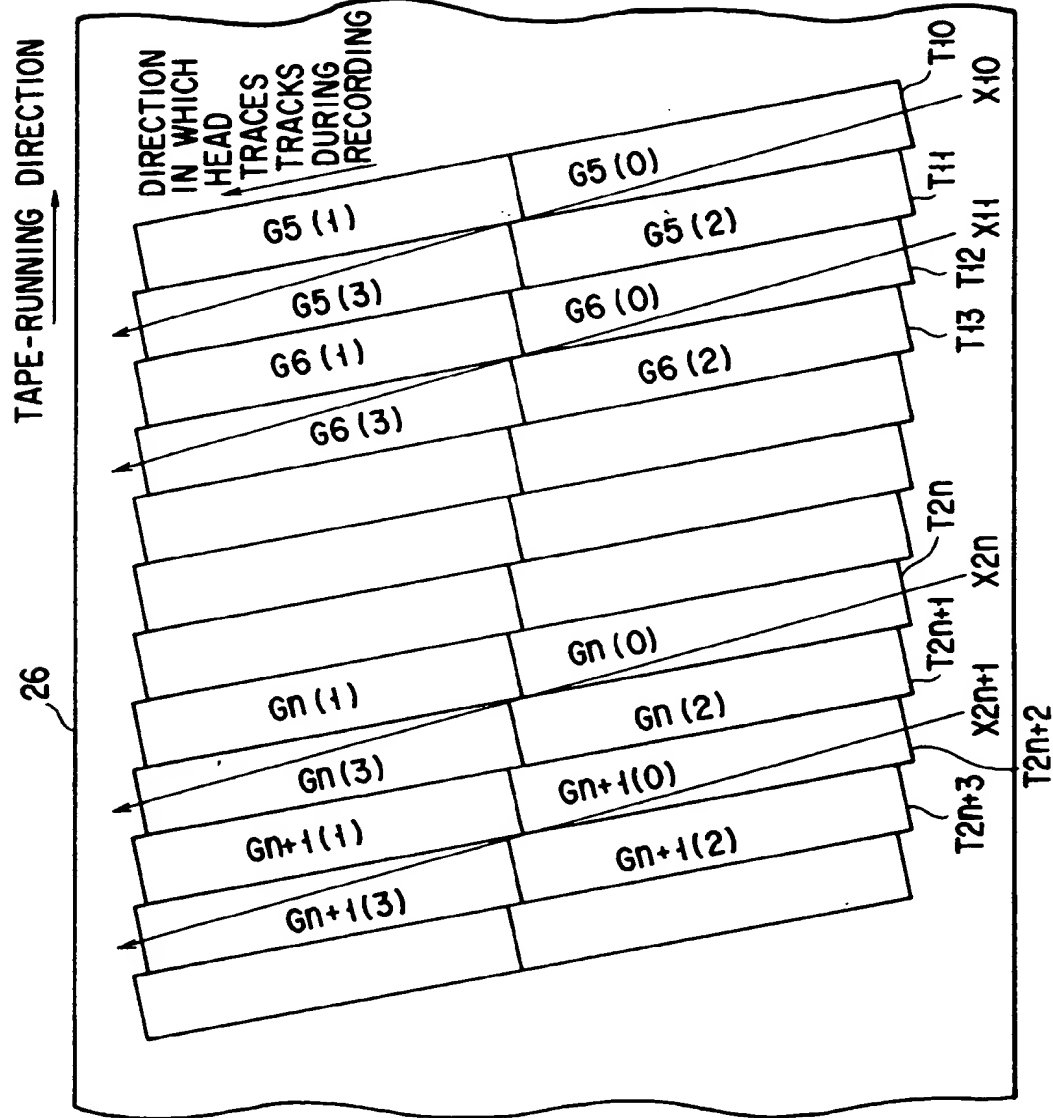 TAPE-RUNNING DIRECTION
26
DIRECTION
IN WHICH
HEAD
TRACES
TRACKS
DURING
RECORDING
G5(1)
G5(0)
G5(3)
G5(2)
G6(1)
G6(0)
G6(3)
G6(2)
Gn(1)
Gn(0)
Gn(3)
Gn(2)
Gn+1(1)
Gn+1(0)
Gn+1(3)
Gn+1(2)
T10
X10
T11
X11
T12
T13
T2n
X2n
T2n+1
X2n+1
T2n+2
T2n+3